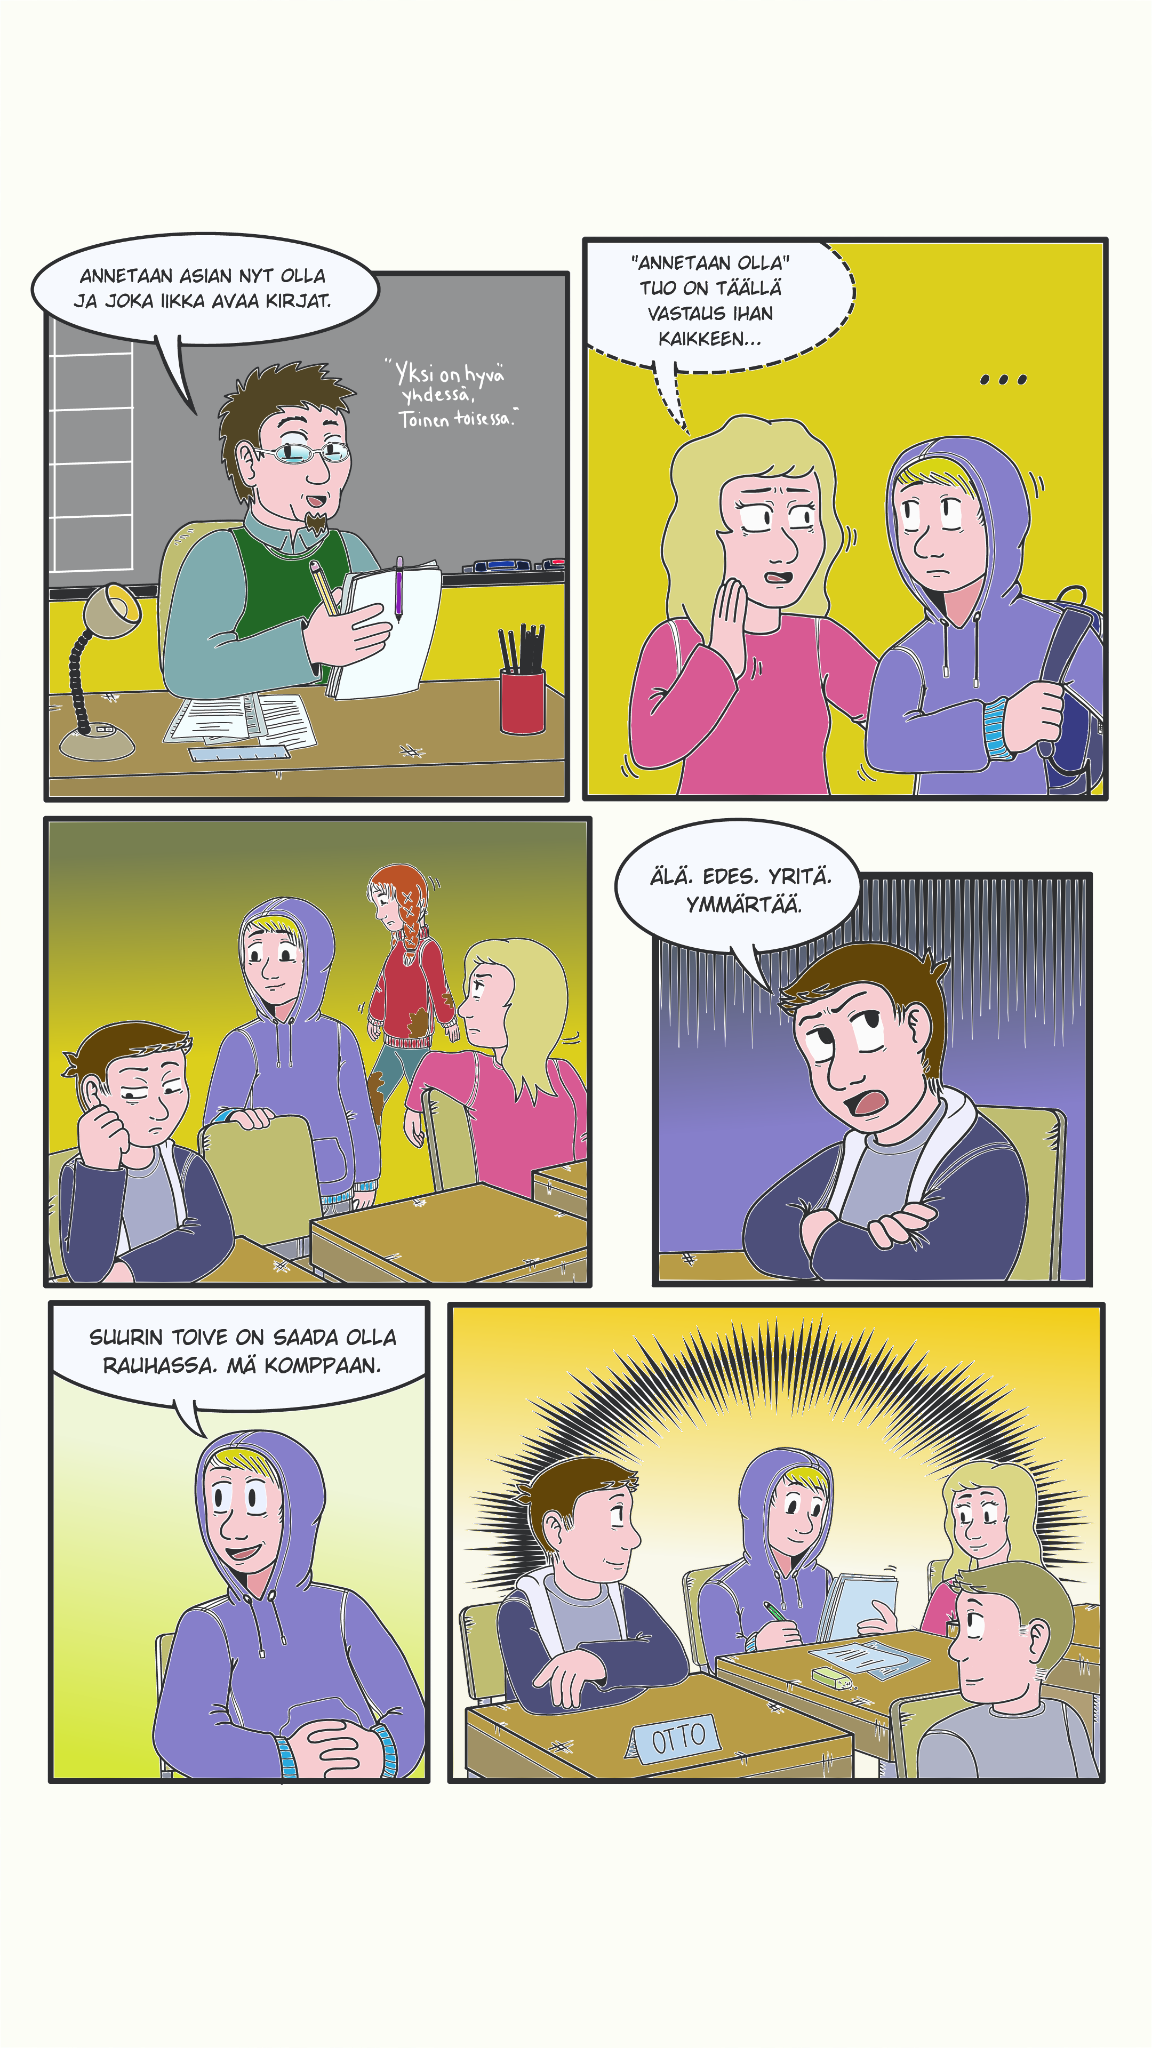 ANNETAAN ASIAN NYT OLLA
JA JOKA IIKKA AVAA KIRJAT.
"Yksi on hyvä
yhdessä,
Toinen toisessa."
"ANNETAAN OLLA"
TUO ON TÄÄLLÄ
VASTAUS IHAN
KAIKKEEN...
...
ÄLÄ. EDES. YRITÄ.
YMMÄRTÄÄ.
SUURIN TOIVE ON SAADA OLLA
RAUHASSA. MÄ KOMPPAAN.
OTTO